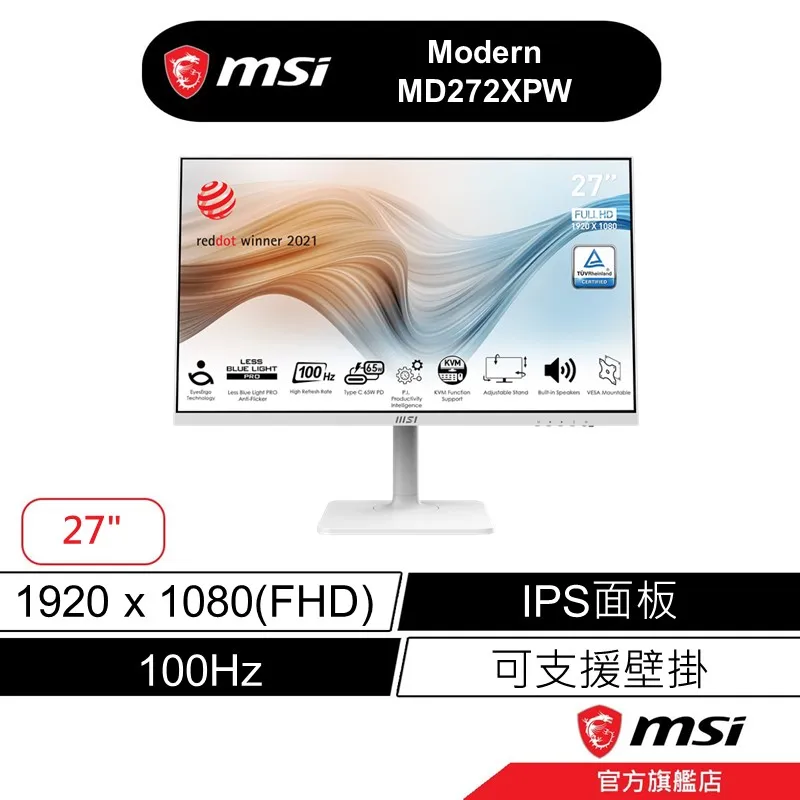 msi
Modern
MD272XPW
27"
FULL HD
1920 X 1080
reddot winner 2021
TÜVRheinland
CERTIFIED
LESS
BLUE LIGHT
PRO
100 Hz
65w
KVM
EyesErgo
Technology
Less Blue Light PRO
Anti-Flicker
High Refresh Rate
Type C 65W PD
P.I.
Productivity
Intelligence
KVM Function
Support
Adjustable Stand
Built-in Speakers
VESA Mountable
msi
27"
1920 x 1080(FHD)
IPS面板
100Hz
可支援壁掛
msi
官方旗艦店